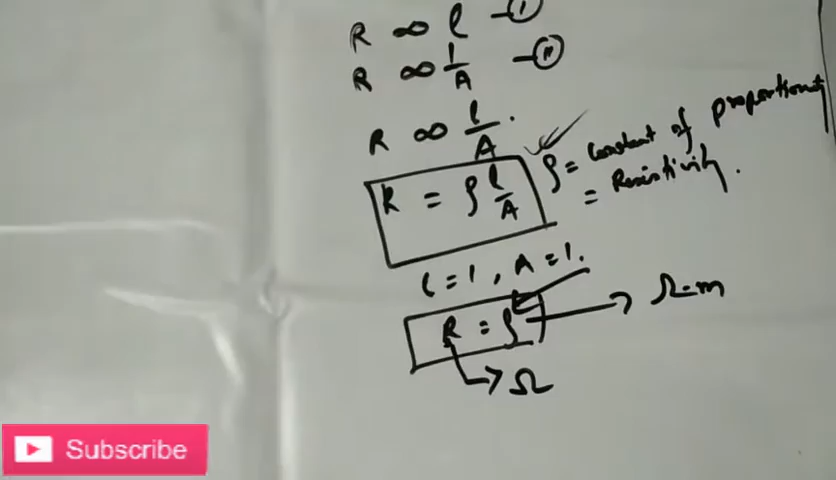 R ∝ l —(I)
R ∝ 1/A —(II)
R ∝ l/A.
R = ρ l/A
ρ = Constant of proportionality
= Resistivity.
l = 1, A = 1.
R = ρ → Ω-m
→ Ω
Subscribe